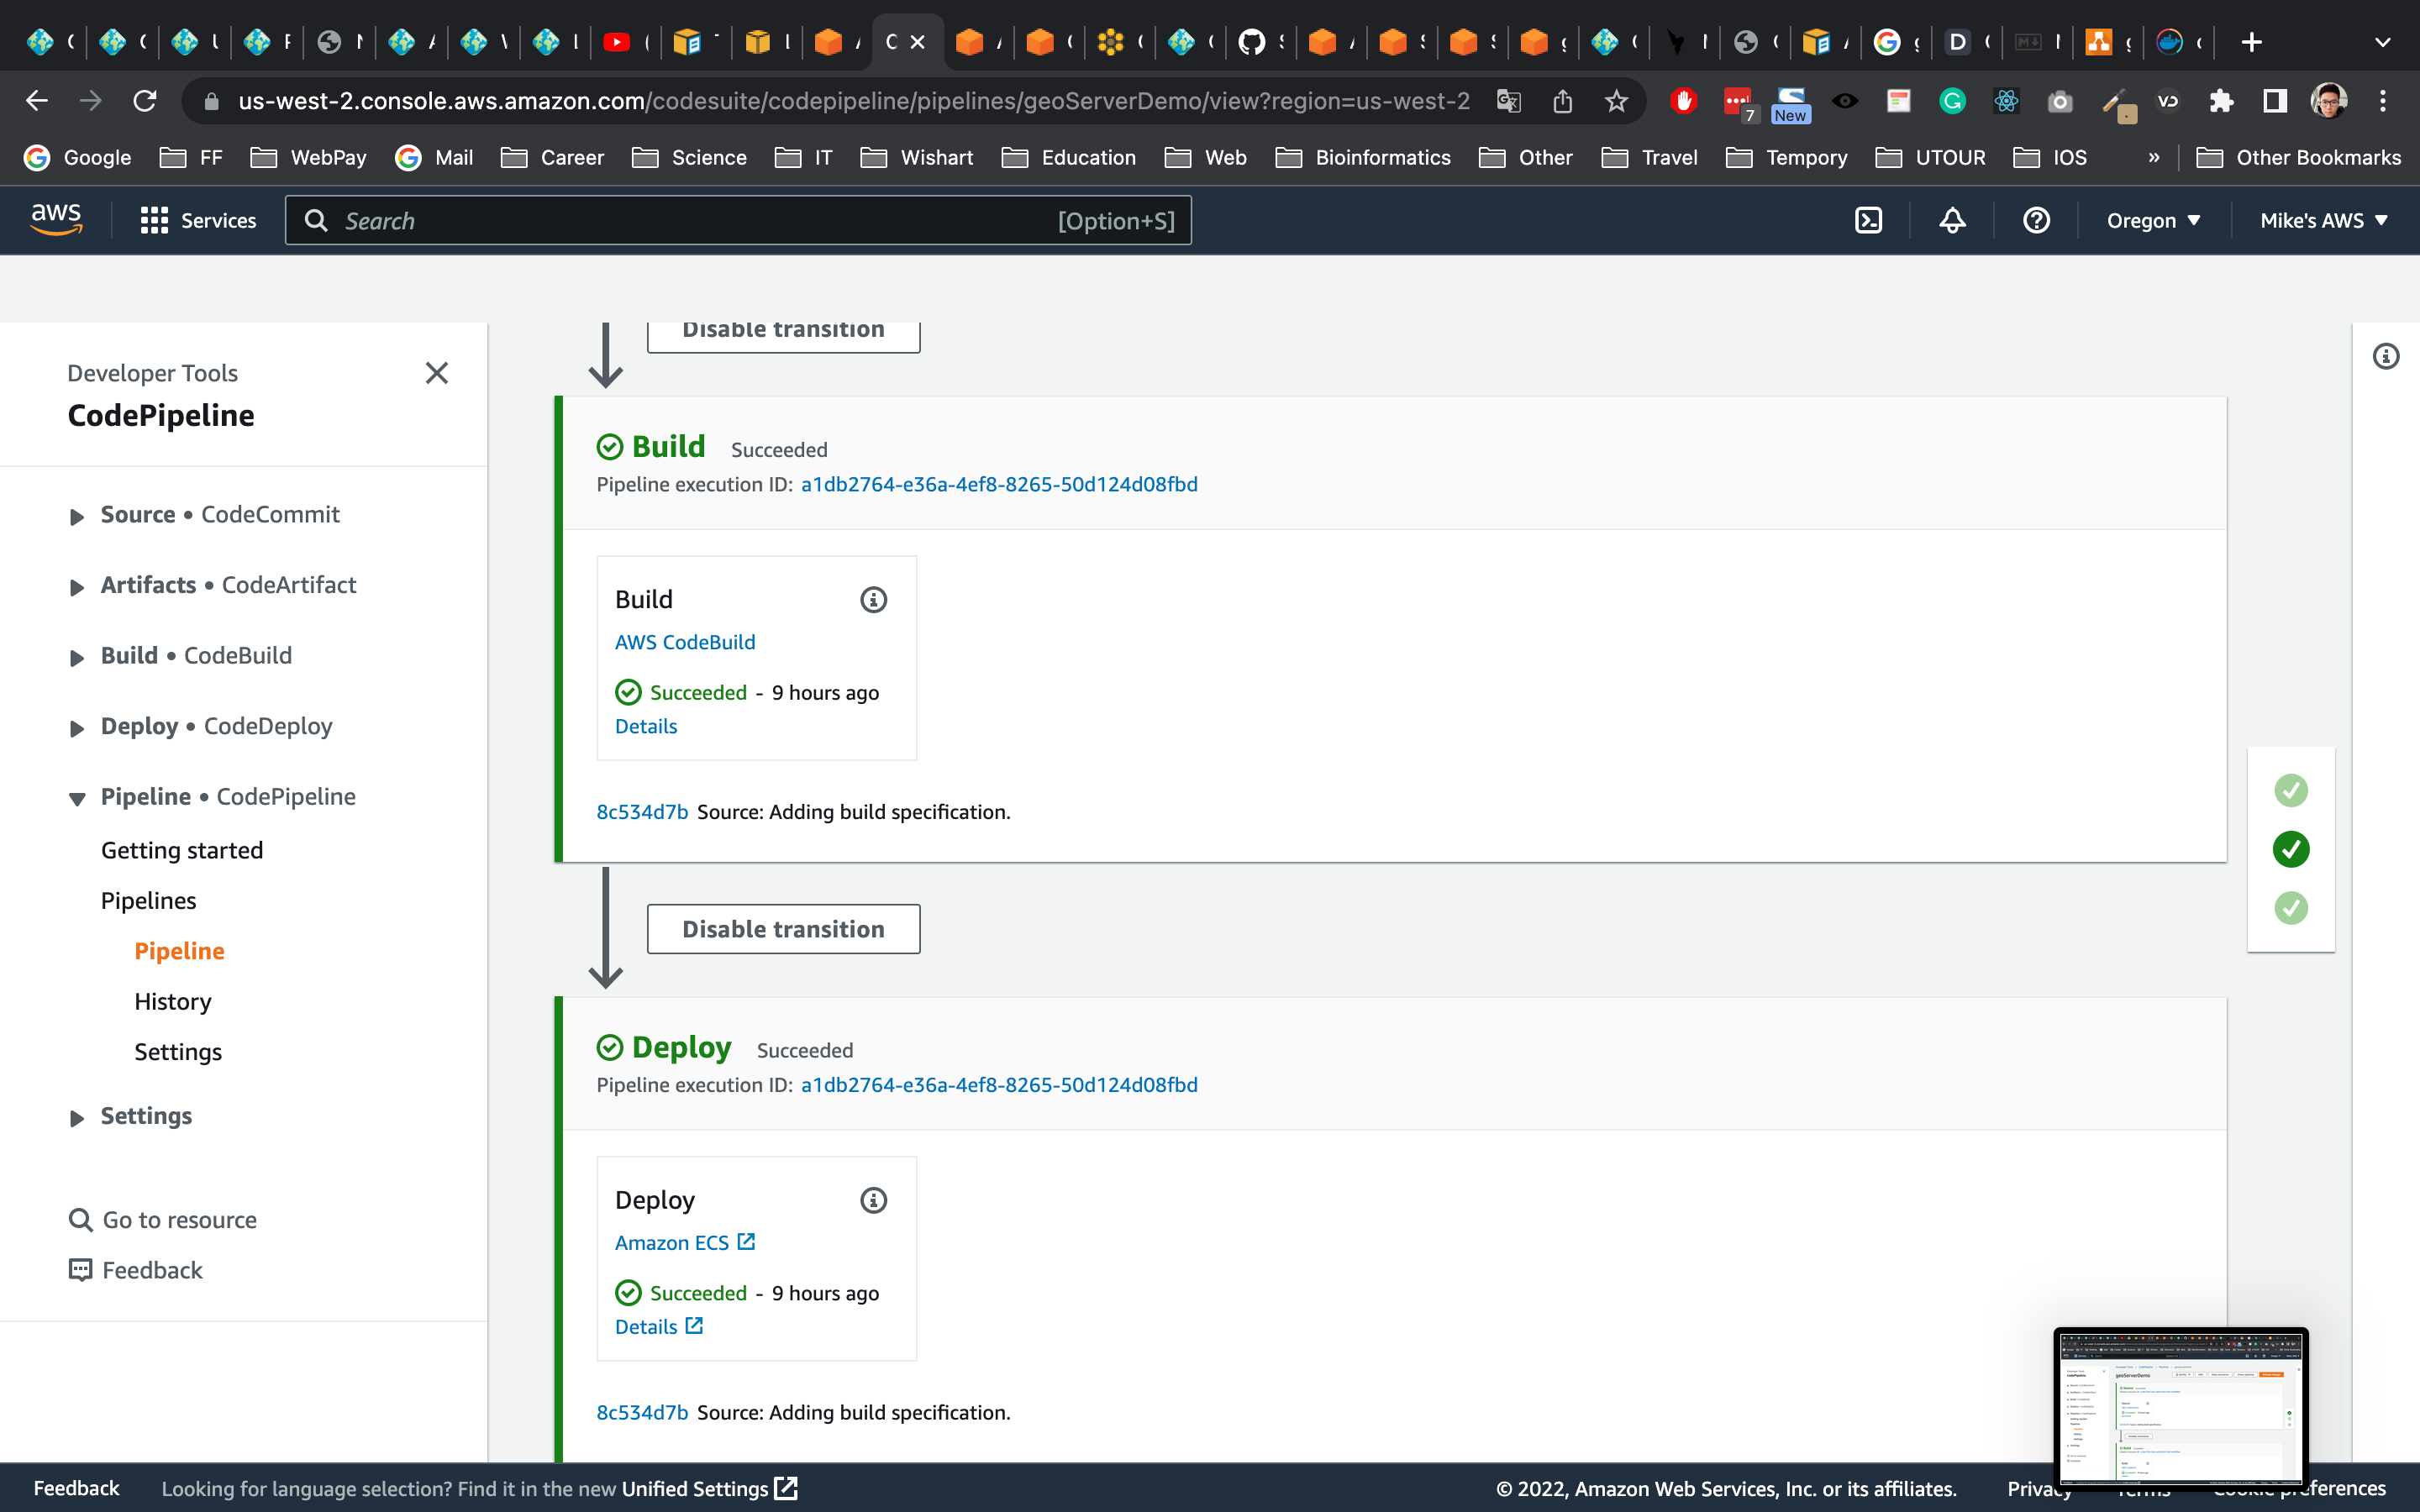 us-west-2.console.aws.amazon.com/codesuite/codepipeline/pipelines/geoServerDemo/view?region=us-west-2
7
New
Google FF WebPay Mail Career Science IT Wishart Education Web Bioinformatics Other Travel Tempory UTOUR IOS » Other Bookmarks
aws Services Search [Option+S] Oregon Mike's AWS
Disable transition
Developer Tools
CodePipeline
Source • CodeCommit
Artifacts • CodeArtifact
Build • CodeBuild
Deploy • CodeDeploy
Pipeline • CodePipeline
Getting started
Pipelines
Pipeline
History
Settings
Settings
Go to resource
Feedback
Build Succeeded
Pipeline execution ID: a1db2764-e36a-4ef8-8265-50d124d08fbd
Build
AWS CodeBuild
Succeeded - 9 hours ago
Details
8c534d7b Source: Adding build specification.
Disable transition
Deploy Succeeded
Pipeline execution ID: a1db2764-e36a-4ef8-8265-50d124d08fbd
Deploy
Amazon ECS
Succeeded - 9 hours ago
Details
8c534d7b Source: Adding build specification.
Feedback Looking for language selection? Find it in the new Unified Settings © 2022, Amazon Web Services, Inc. or its affiliates. Privacy Terms Cookie preferences